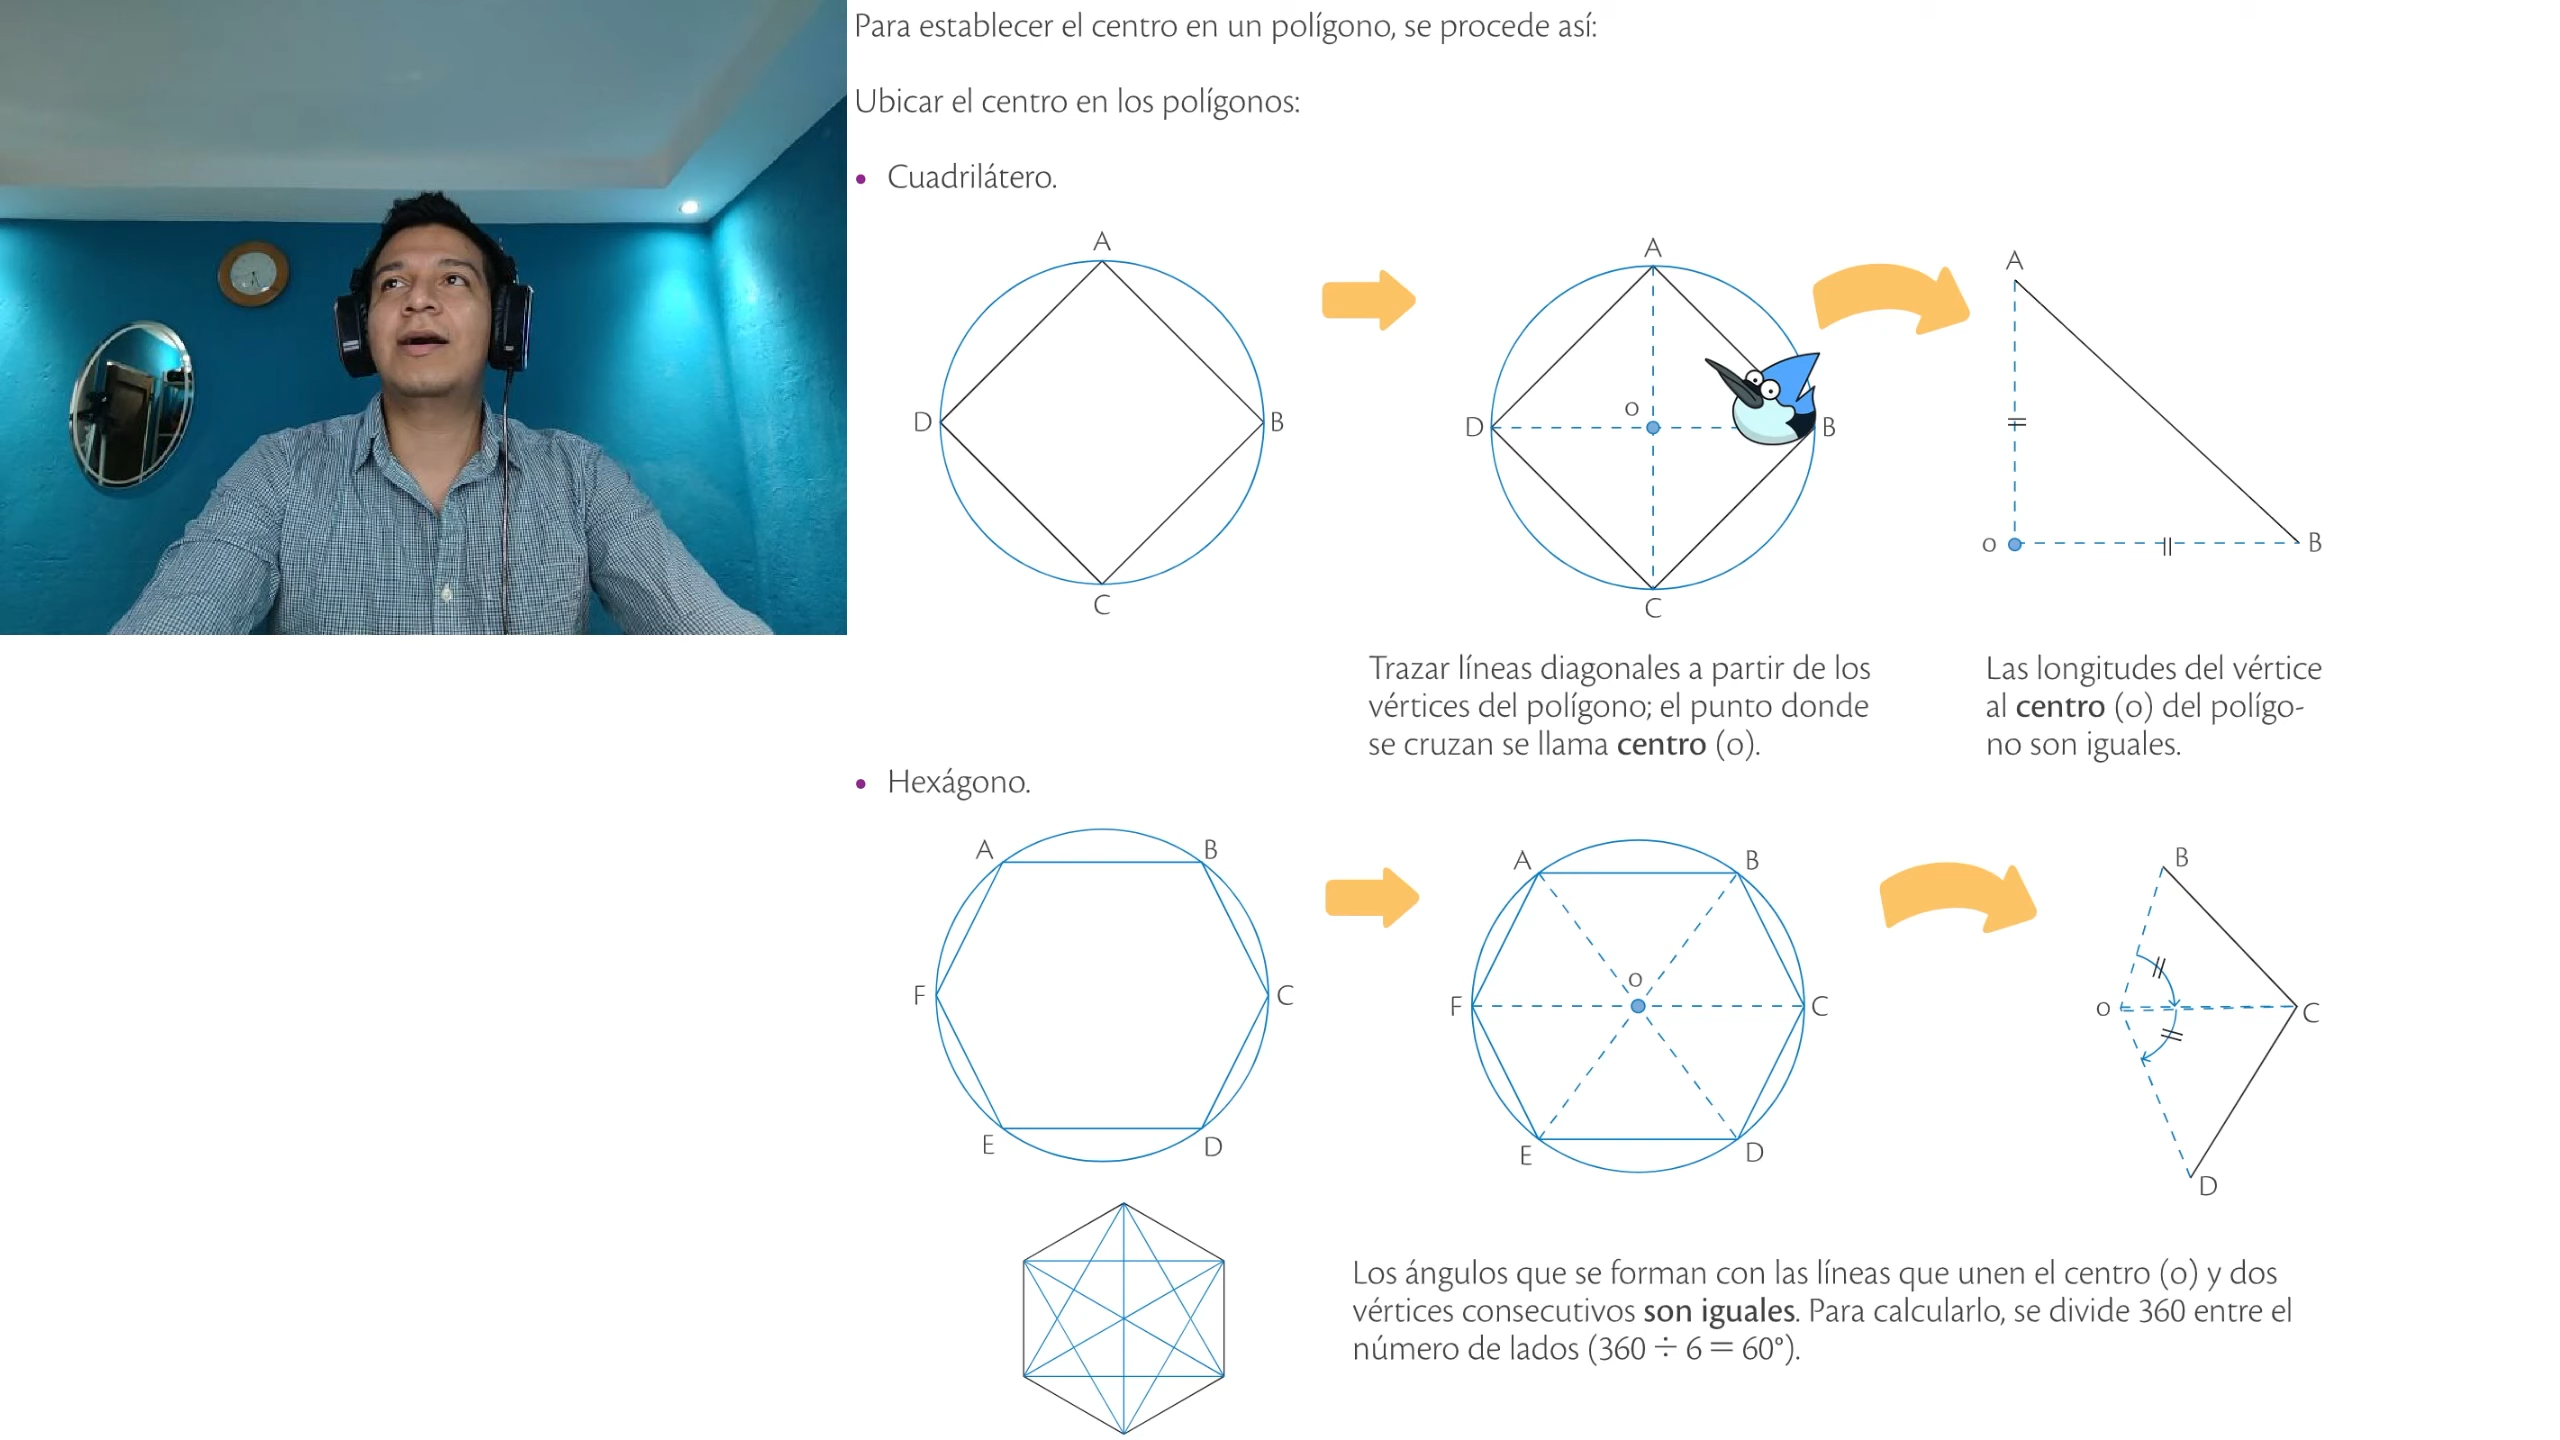 Para establecer el centro en un polígono, se procede así:
Ubicar el centro en los polígonos:
• Cuadrilátero.
A
D
B
C
A
D
o
B
C
A
o
B
Trazar líneas diagonales a partir de los
vértices del polígono; el punto donde
se cruzan se llama centro (o).
Las longitudes del vértice
al centro (o) del polígo-
no son iguales.
• Hexágono.
A
B
F
C
E
D
A
B
o
F
C
E
D
B
o
C
D
Los ángulos que se forman con las líneas que unen el centro (o) y dos
vértices consecutivos son iguales. Para calcularlo, se divide 360 entre el
número de lados (360 ÷ 6 = 60°).